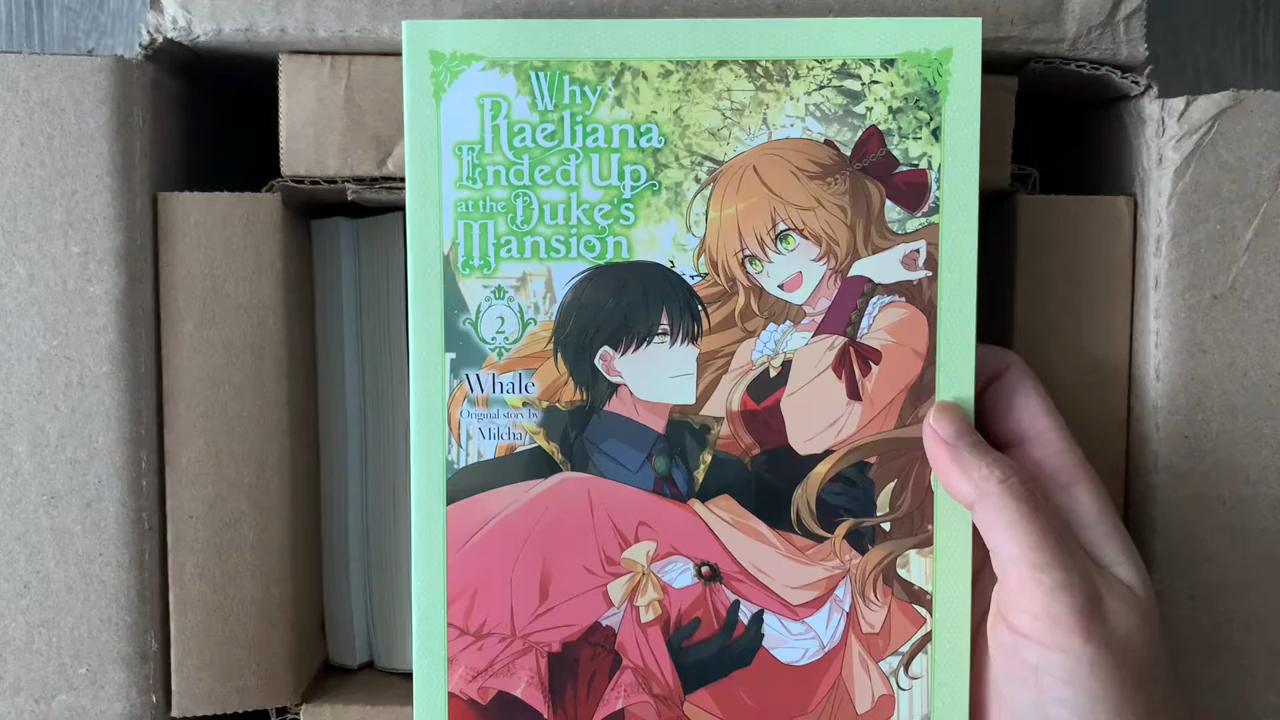 Why
Raeliana
Ended Up
at the Duke's
Mansion
2
Whale
Original story by
Milcha